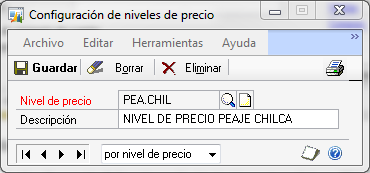 Configuración de niveles de precio
Archivo Editar Herramientas Ayuda
Guardar Borrar Eliminar
Nivel de precio PEA.CHIL
Descripción NIVEL DE PRECIO PEAJE CHILCA
por nivel de precio